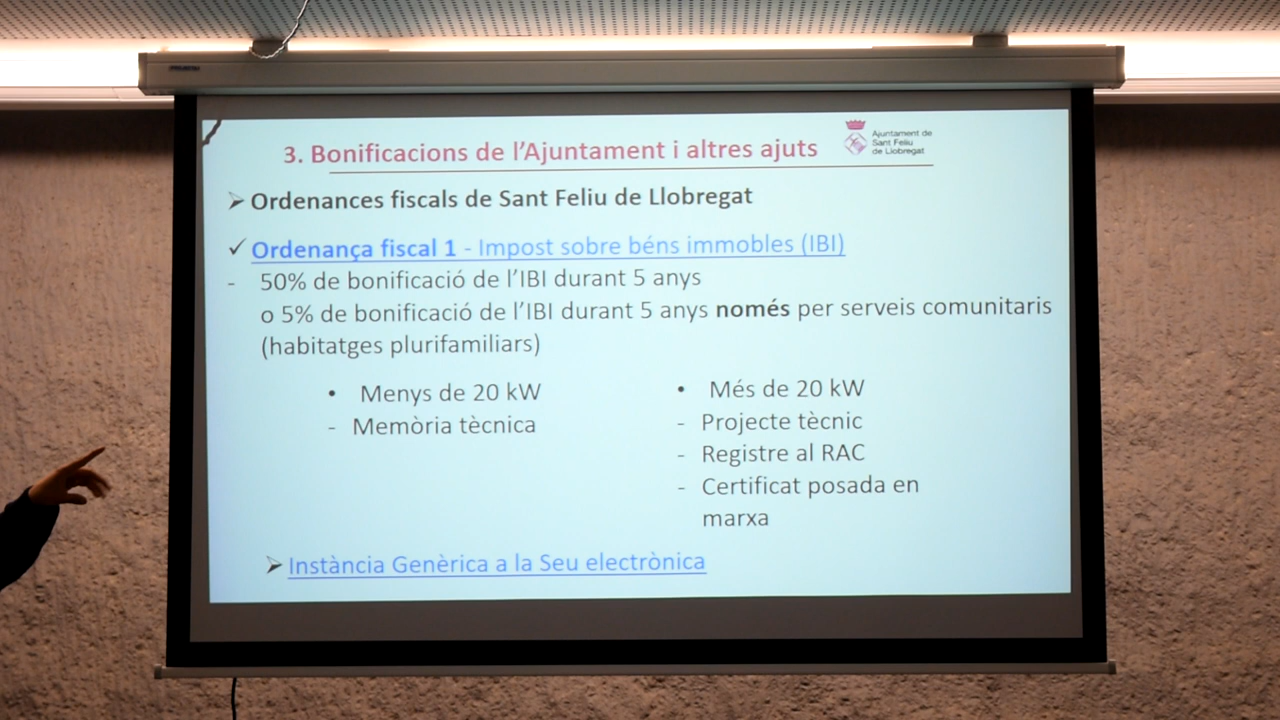 3. Bonificacions de l'Ajuntament i altres ajuts
Ajuntament de
Sant Feliu
de Llobregat
➢ Ordenances fiscals de Sant Feliu de Llobregat
✓ Ordenança fiscal 1 - Impost sobre béns immobles (IBI)
- 50% de bonificació de l'IBI durant 5 anys
o 5% de bonificació de l'IBI durant 5 anys només per serveis comunitaris
(habitatges plurifamiliars)
• Menys de 20 kW
- Memòria tècnica
• Més de 20 kW
- Projecte tècnic
- Registre al RAC
- Certificat posada en
marxa
➢ Instància Genèrica a la Seu electrònica